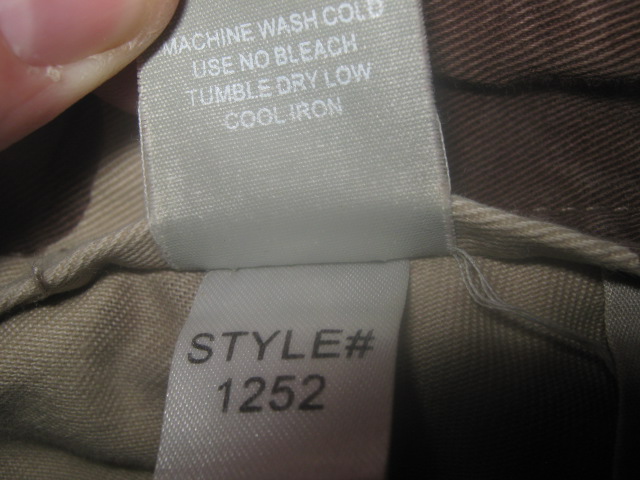 MACHINE WASH COLD
USE NO BLEACH
TUMBLE DRY LOW
COOL IRON
STYLE#
1252